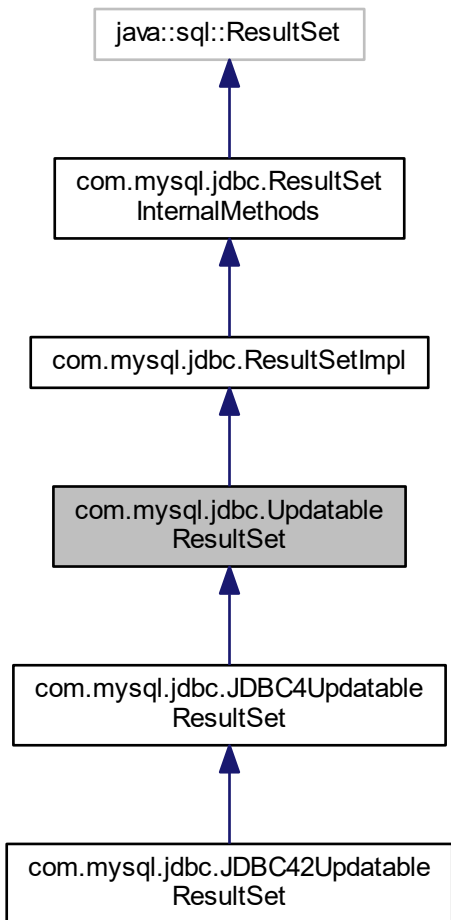 java::sql::ResultSet
com.mysql.jdbc.ResultSet
InternalMethods
com.mysql.jdbc.ResultSetImpl
com.mysql.jdbc.Updatable
ResultSet
com.mysql.jdbc.JDBC4Updatable
ResultSet
com.mysql.jdbc.JDBC42Updatable
ResultSet